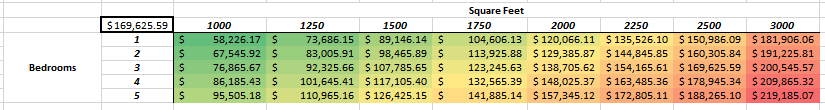 Square Feet
$169,625.59 1000 1250 1500 1750 2000 2250 2500 3000
1 $ 58,226.17 $ 73,686.15 $ 89,146.14 $ 104,606.13 $120,066.11 $135,526.10 $150,986.09 $181,906.06
2 $ 67,545.92 $ 83,005.91 $ 98,465.89 $ 113,925.88 $129,385.87 $144,845.85 $160,305.84 $191,225.81
Bedrooms 3 $ 76,865.67 $ 92,325.66 $107,785.65 $ 123,245.63 $138,705.62 $154,165.61 $169,625.59 $200,545.57
4 $ 86,185.43 $ 101,645.41 $117,105.40 $ 132,565.39 $148,025.37 $163,485.36 $178,945.34 $209,865.32
5 $ 95,505.18 $ 110,965.16 $126,425.15 $ 141,885.14 $157,345.12 $172,805.11 $188,265.10 $219,185.07